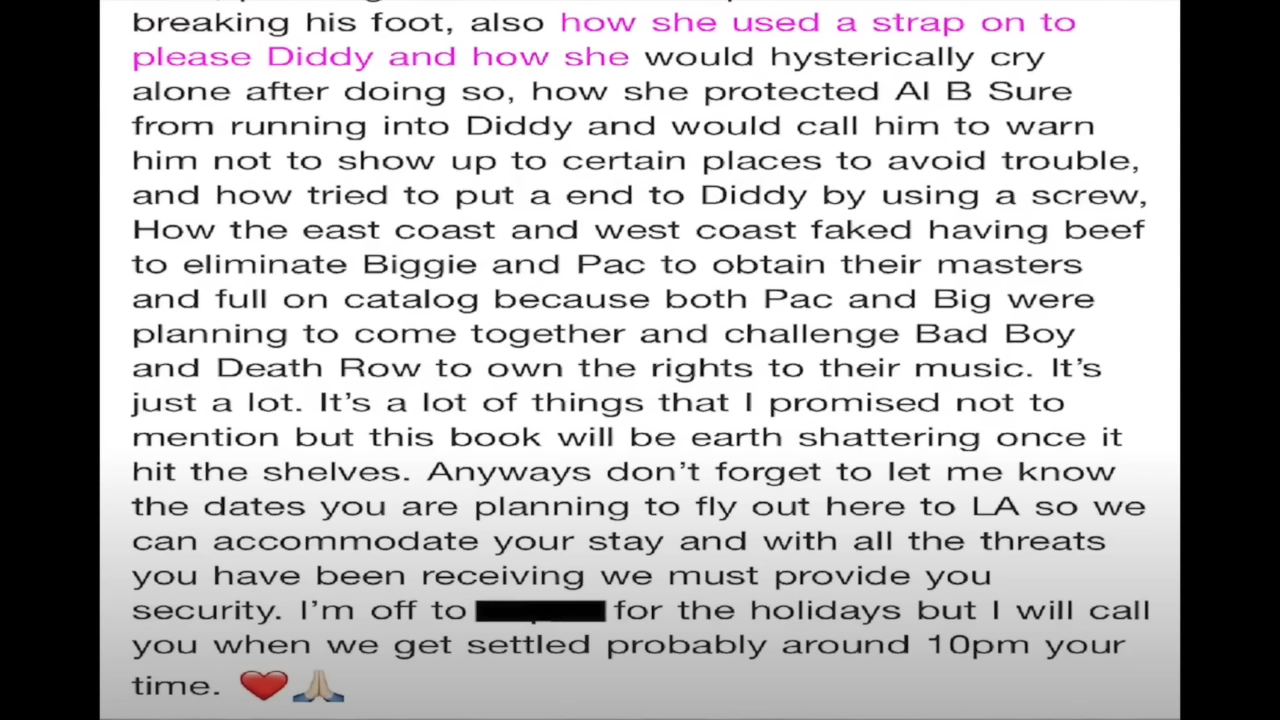 breaking his foot, also how she used a strap on to
please Diddy and how she would hysterically cry
alone after doing so, how she protected Al B Sure
from running into Diddy and would call him to warn
him not to show up to certain places to avoid trouble,
and how tried to put a end to Diddy by using a screw,
How the east coast and west coast faked having beef
to eliminate Biggie and Pac to obtain their masters
and full on catalog because both Pac and Big were
planning to come together and challenge Bad Boy
and Death Row to own the rights to their music. It’s
just a lot. It’s a lot of things that I promised not to
mention but this book will be earth shattering once it
hit the shelves. Anyways don’t forget to let me know
the dates you are planning to fly out here to LA so we
can accommodate your stay and with all the threats
you have been receiving we must provide you
security. I’m off to for the holidays but I will call
you when we get settled probably around 10pm your
time. ❤️🙏🏻